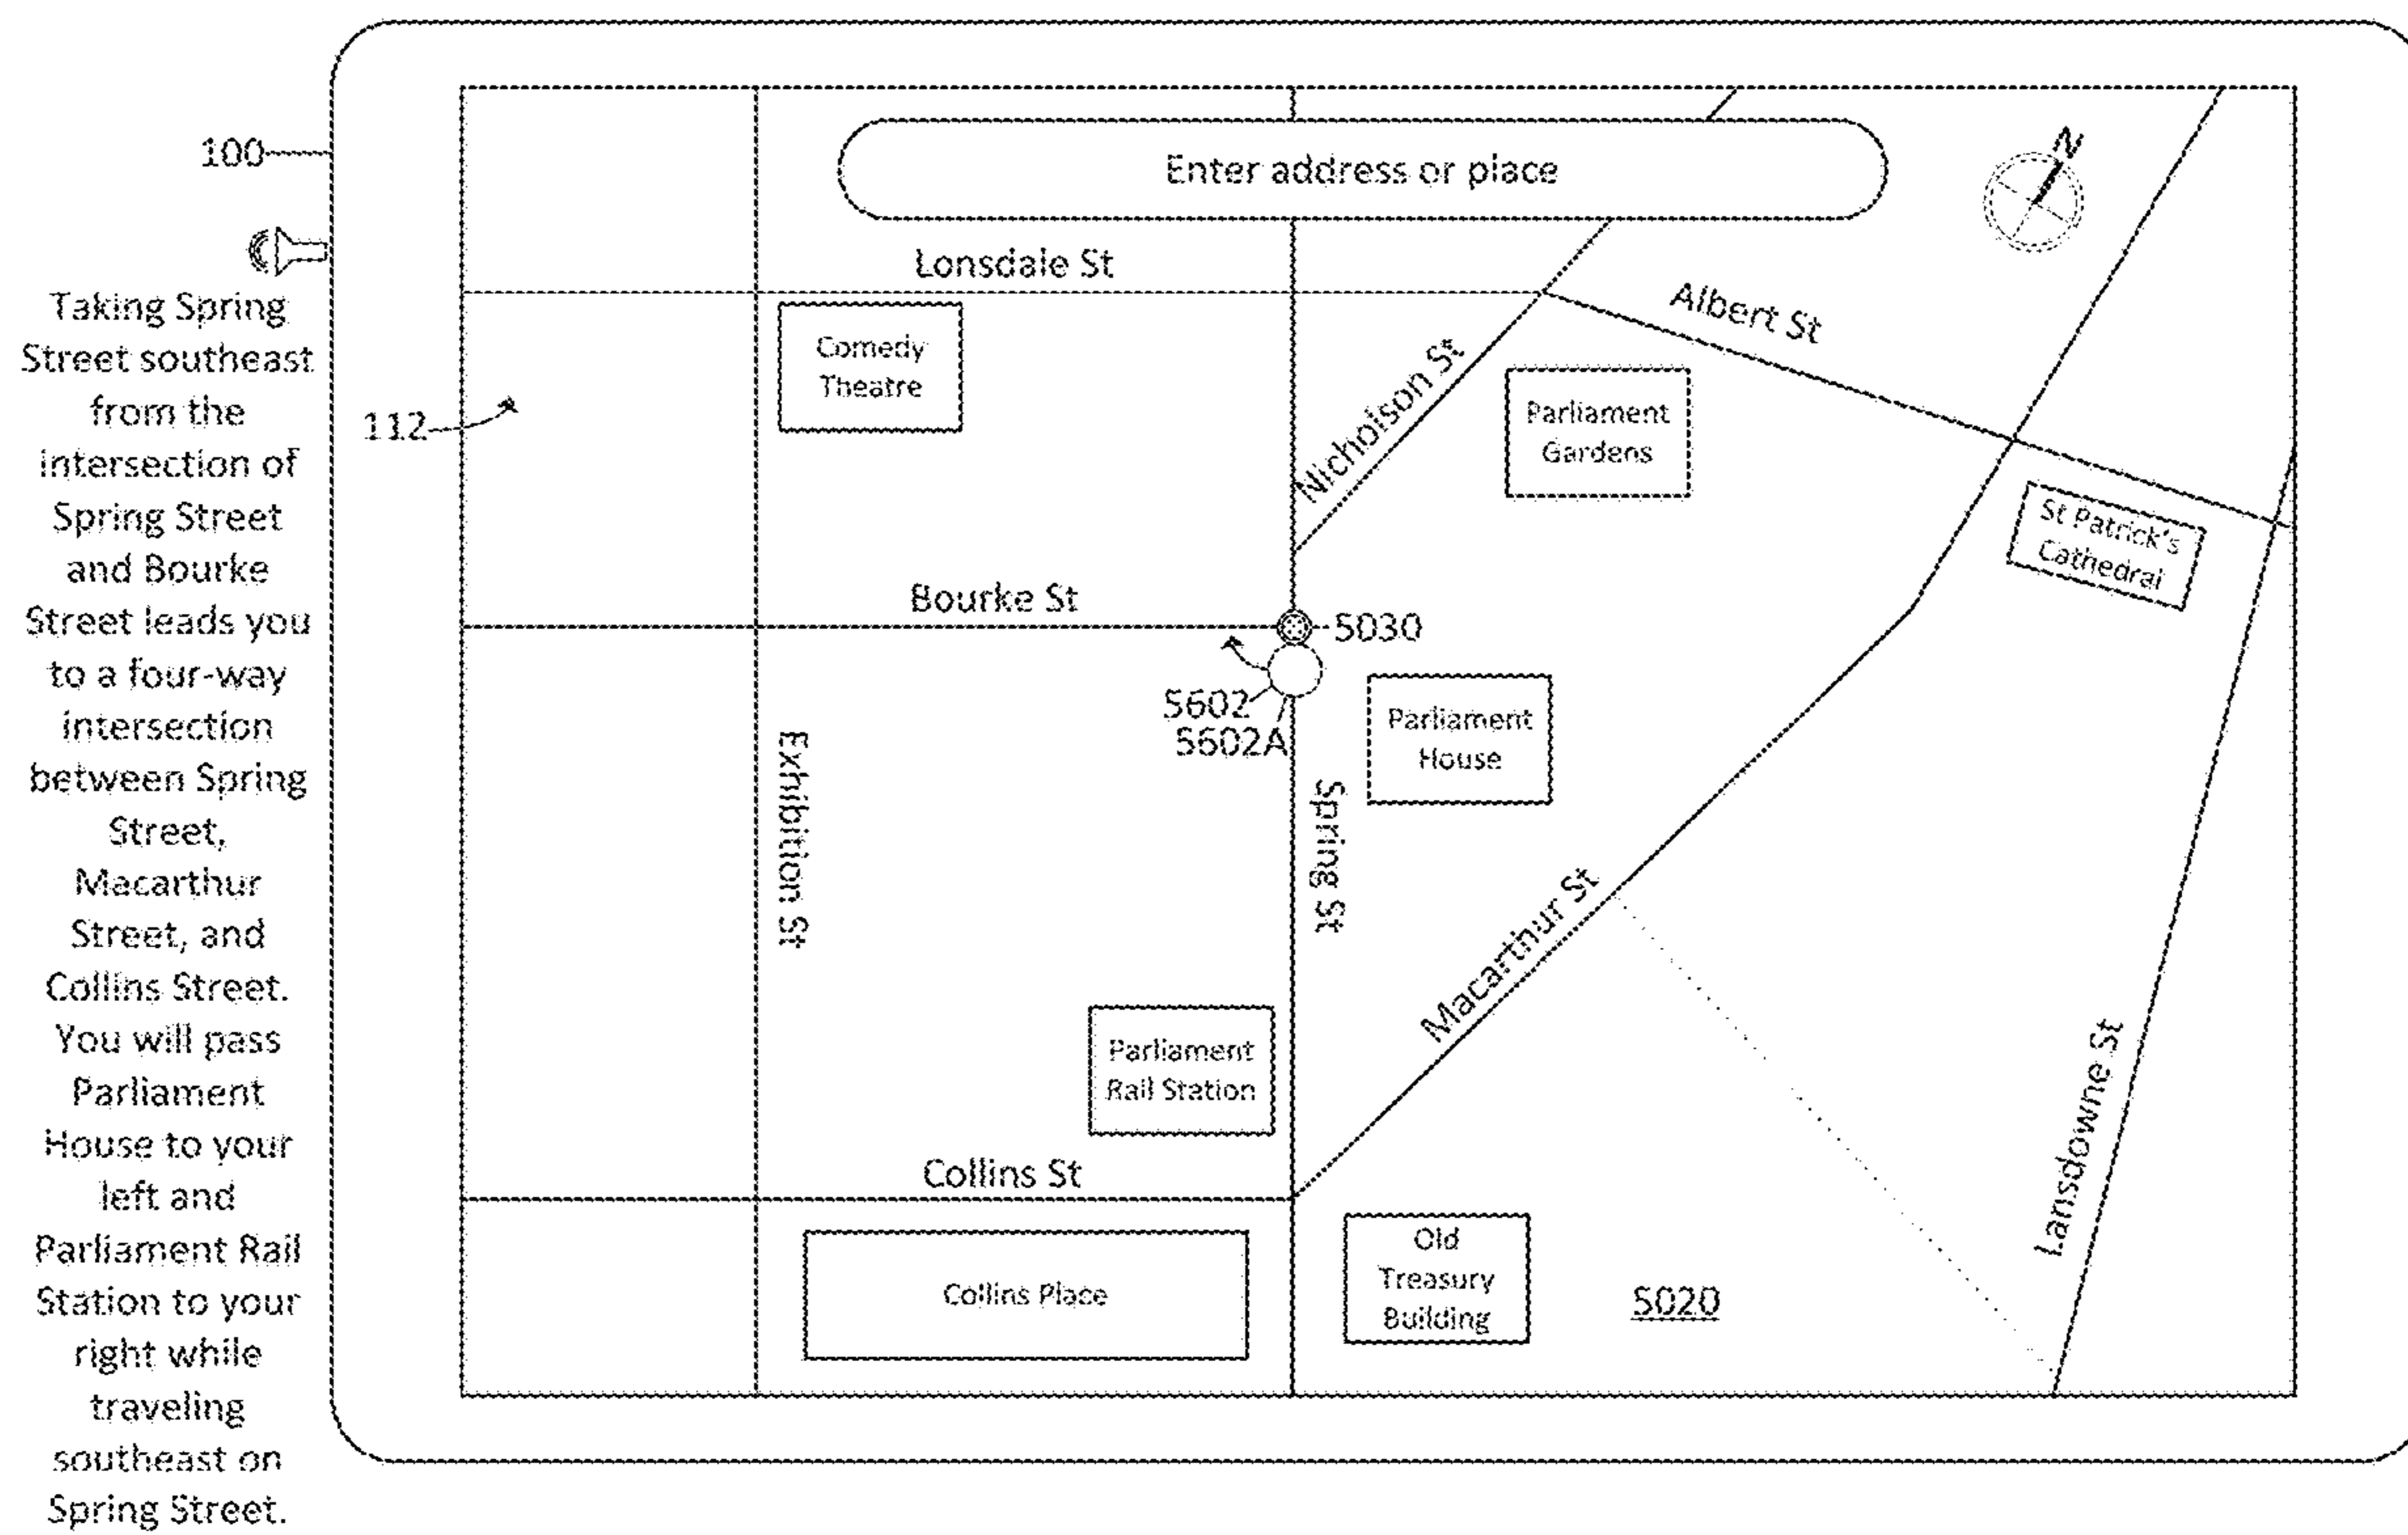 100
Taking Spring
Street southeast
from the
intersection of
Spring Street
and Bourke
Street leads you
to a four-way
intersection
between Spring
Street,
Macarthur
Street, and
Collins Street.
You will pass
Parliament
House to your
left and
Parliament Rail
Station to your
right while
traveling
southeast on
Spring Street.
112
Enter address or place
N
Lonsdale St
Albert St
Comedy
Theatre
Nicholson St
Parliament
Gardens
St Patrick's
Cathedral
Bourke St
5030
5602
5602A
Parliament
House
Exhibition St
Spring St
Macarthur St
Parliament
Rail Station
Lansdowne St
Collins St
Collins Place
Old
Treasury
Building
5020